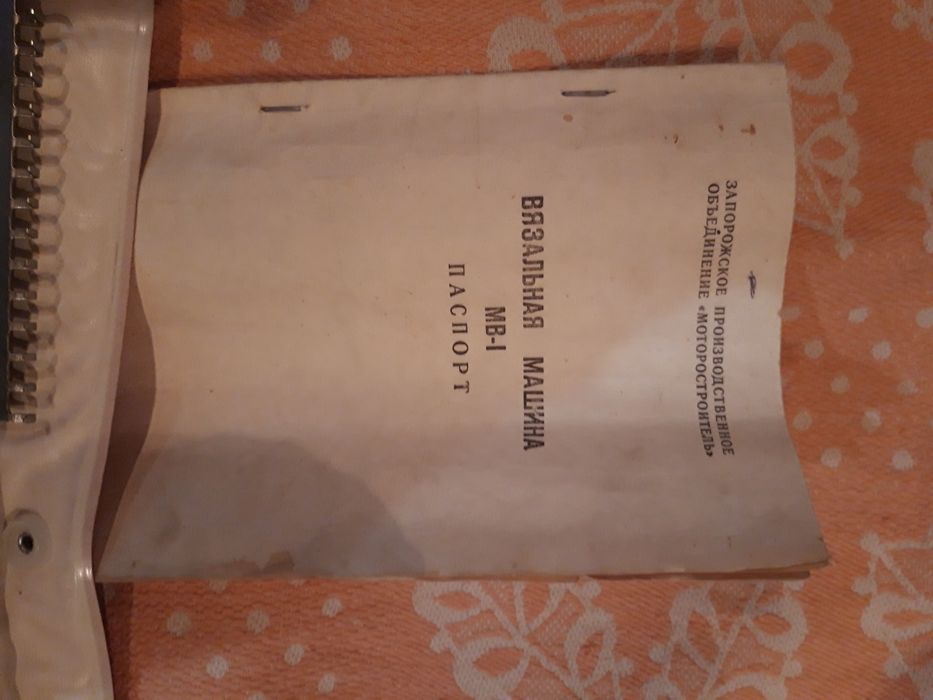 ЗАПОРОЖСКОЕ ПРОИЗВОДСТВЕННОЕ
ОБЪЕДИНЕНИЕ «МОТОРОСТРОИТЕЛЬ»
ВЯЗАЛЬНАЯ МАШИНА
МВ-1
ПАСПОРТ